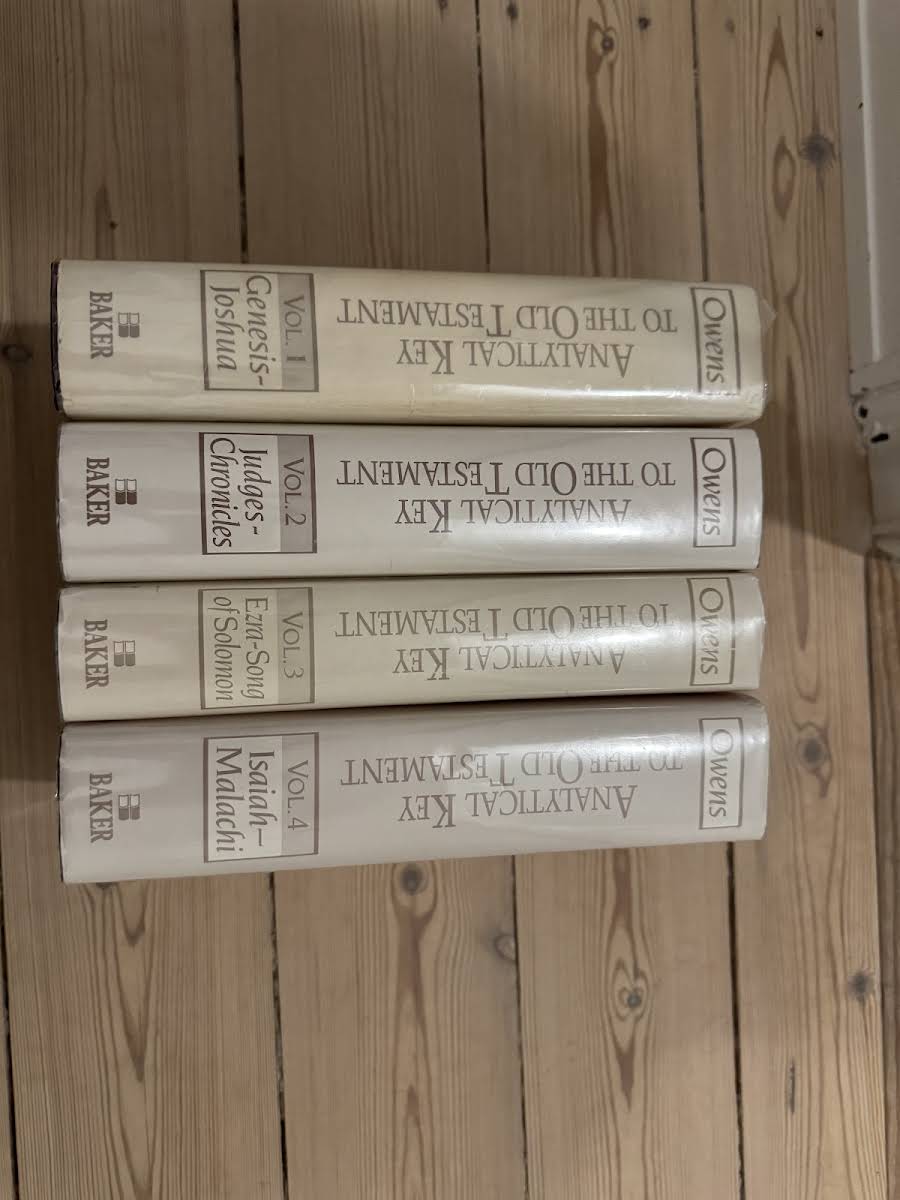 Owens
ANALYTICAL KEY
TO THE OLD TESTAMENT
VOL. 1
Genesis-
Joshua
BAKER
Owens
ANALYTICAL KEY
TO THE OLD TESTAMENT
VOL. 2
Judges-
Chronicles
BAKER
Owens
ANALYTICAL KEY
TO THE OLD TESTAMENT
VOL. 3
Ezra-Song
of Solomon
BAKER
Owens
ANALYTICAL KEY
TO THE OLD TESTAMENT
VOL. 4
Isaiah–
Malachi
BAKER